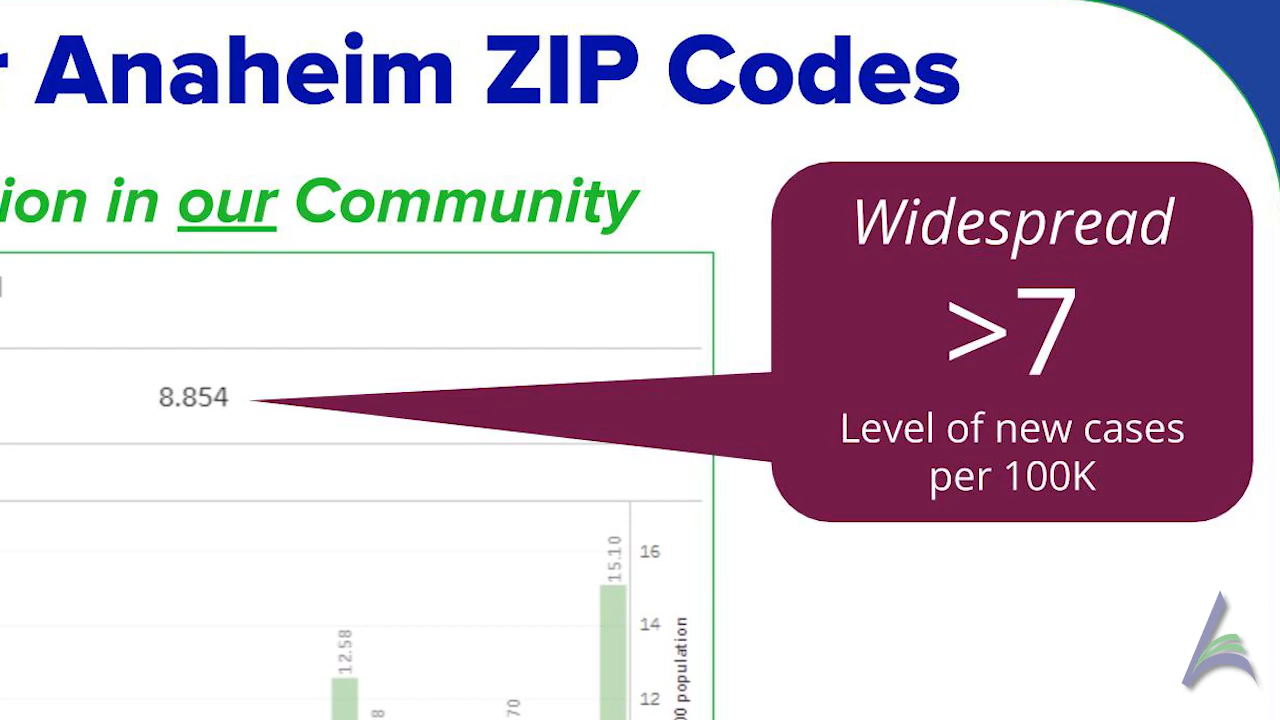 r Anaheim ZIP Codes
ion in our Community
Widespread
>7
Level of new cases
per 100K
8.854
15.10
16
14
12.58
12
00 population
8
70